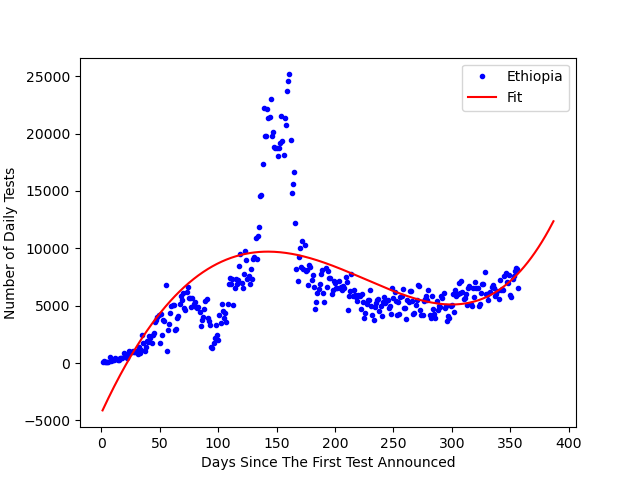 Ethiopia
Fit
25000
20000
15000
10000
5000
0
−5000
Number of Daily Tests
0 50 100 150 200 250 300 350 400
Days Since The First Test Announced